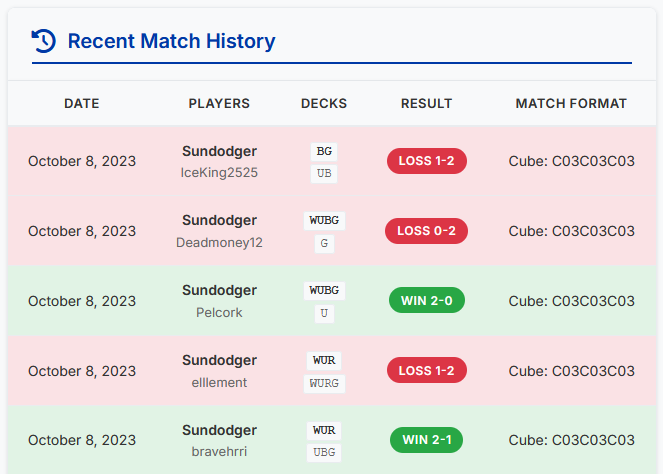 Recent Match History
DATE PLAYERS DECKS RESULT MATCH FORMAT
October 8, 2023 Sundodger IceKing2525 BG UB LOSS 1-2 Cube: C03C03C03
October 8, 2023 Sundodger Deadmoney12 WUBG G LOSS 0-2 Cube: C03C03C03
October 8, 2023 Sundodger Pelcork WUBG U WIN 2-0 Cube: C03C03C03
October 8, 2023 Sundodger elllement WUR WURG LOSS 1-2 Cube: C03C03C03
October 8, 2023 Sundodger bravehrri WUR UBG WIN 2-1 Cube: C03C03C03